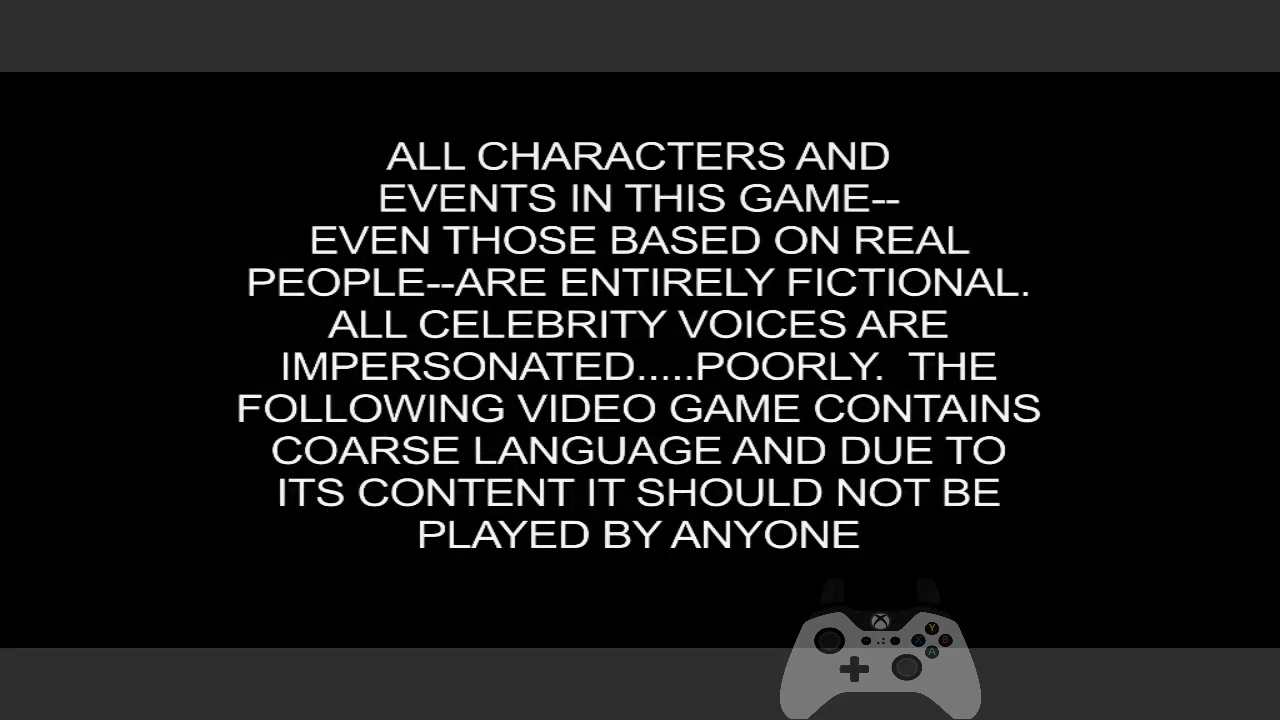 ALL CHARACTERS AND
EVENTS IN THIS GAME--
EVEN THOSE BASED ON REAL
PEOPLE--ARE ENTIRELY FICTIONAL.
ALL CELEBRITY VOICES ARE
IMPERSONATED.....POORLY.  THE
FOLLOWING VIDEO GAME CONTAINS
COARSE LANGUAGE AND DUE TO
ITS CONTENT IT SHOULD NOT BE
PLAYED BY ANYONE
Y
X B
A